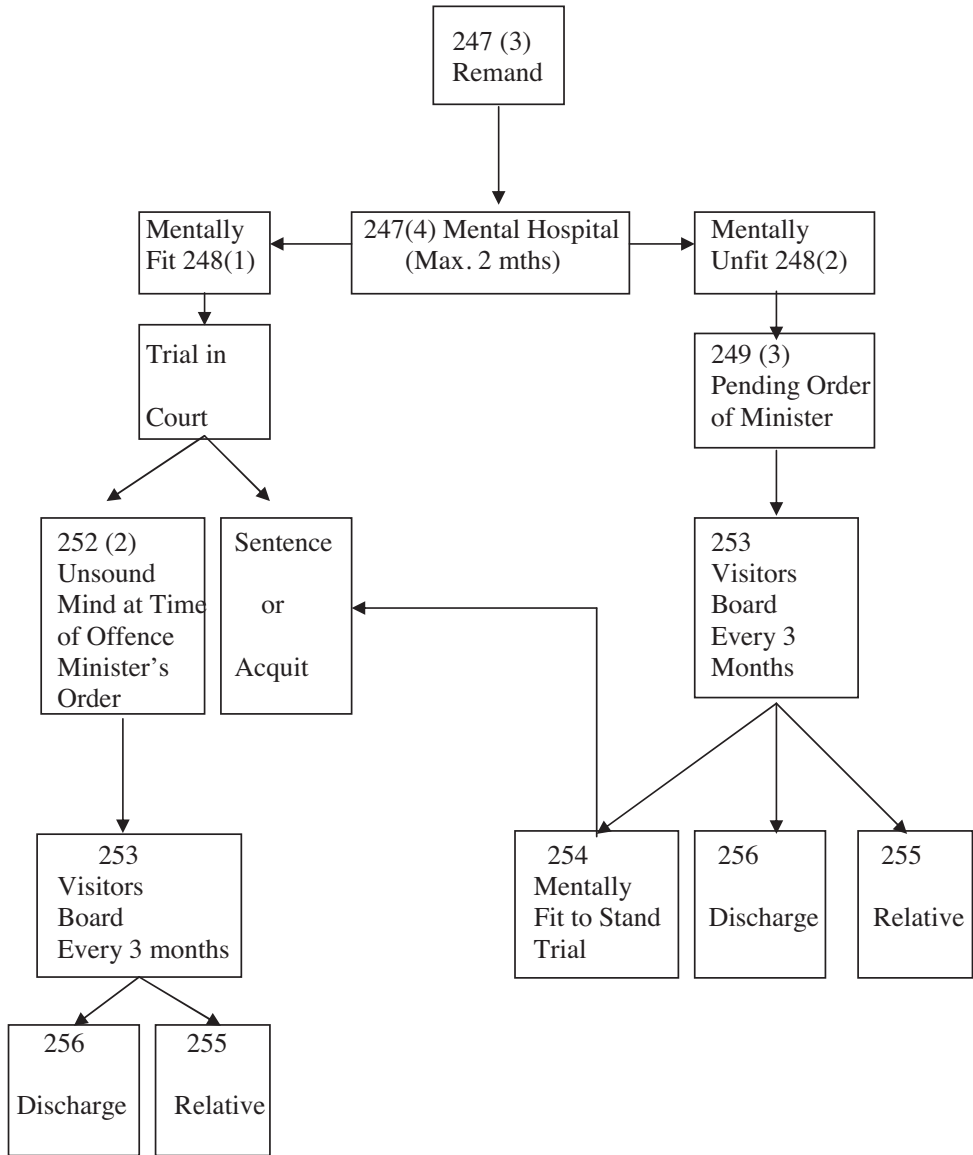 247 (3)
Remand
Mentally
Fit 248(1)
247(4) Mental Hospital
(Max. 2 mths)
Mentally
Unfit 248(2)
Trial in
Court
249 (3)
Pending Order
of Minister
252 (2)
Unsound
Mind at Time
of Offence
Minister’s
Order
Sentence
or
Acquit
253
Visitors
Board
Every 3
Months
253
Visitors
Board
Every 3 months
254
Mentally
Fit to Stand
Trial
256
Discharge
255
Relative
256
Discharge
255
Relative